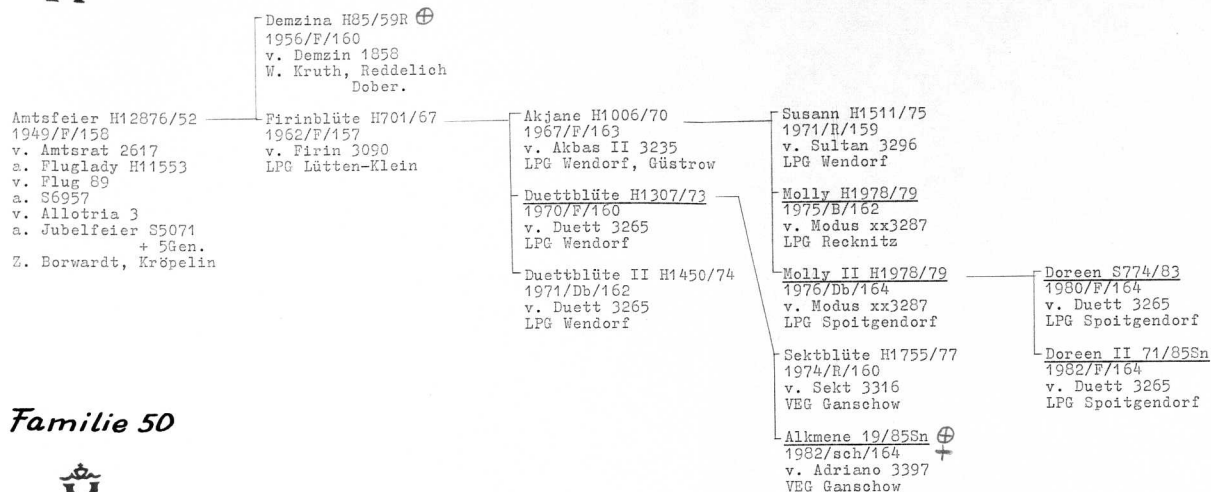 Demzina H85/59R
1956/F/160
v. Demzin 1858
W. Kruth, Reddelich
Dober.
Amtsfeier H12876/52
1949/F/158
v. Amtsrat 2617
a. Fluglady H11553
v. Flug 89
a. S6957
v. Allotria 3
a. Jubelfeier S5071
+ 5Gen.
Z. Borwardt, Kröpelin
Firinblüte H701/67
1962/F/157
v. Firin 3090
LPG Lütten-Klein
Akjane H1006/70
1967/F/163
v. Akbas II 3235
LPG Wendorf, Güstrow
Duettblüte H1307/73
1970/F/160
v. Duett 3265
LPG Wendorf
Duettblüte II H1450/74
1971/Db/162
v. Duett 3265
LPG Wendorf
Susann H1511/75
1971/R/159
v. Sultan 3296
LPG Wendorf
Molly H1978/79
1975/B/162
v. Modus xx3287
LPG Recknitz
Molly II H1978/79
1976/Db/164
v. Modus xx3287
LPG Spoitgendorf
Sektblüte H1755/77
1974/R/160
v. Sekt 3316
VEG Ganschow
Alkmene 19/85Sn
1982/sch/164
v. Adriano 3397
VEG Ganschow
Doreen S774/83
1980/F/164
v. Duett 3265
LPG Spoitgendorf
Doreen II 71/85Sn
1982/F/164
v. Duett 3265
LPG Spoitgendorf
Familie 50